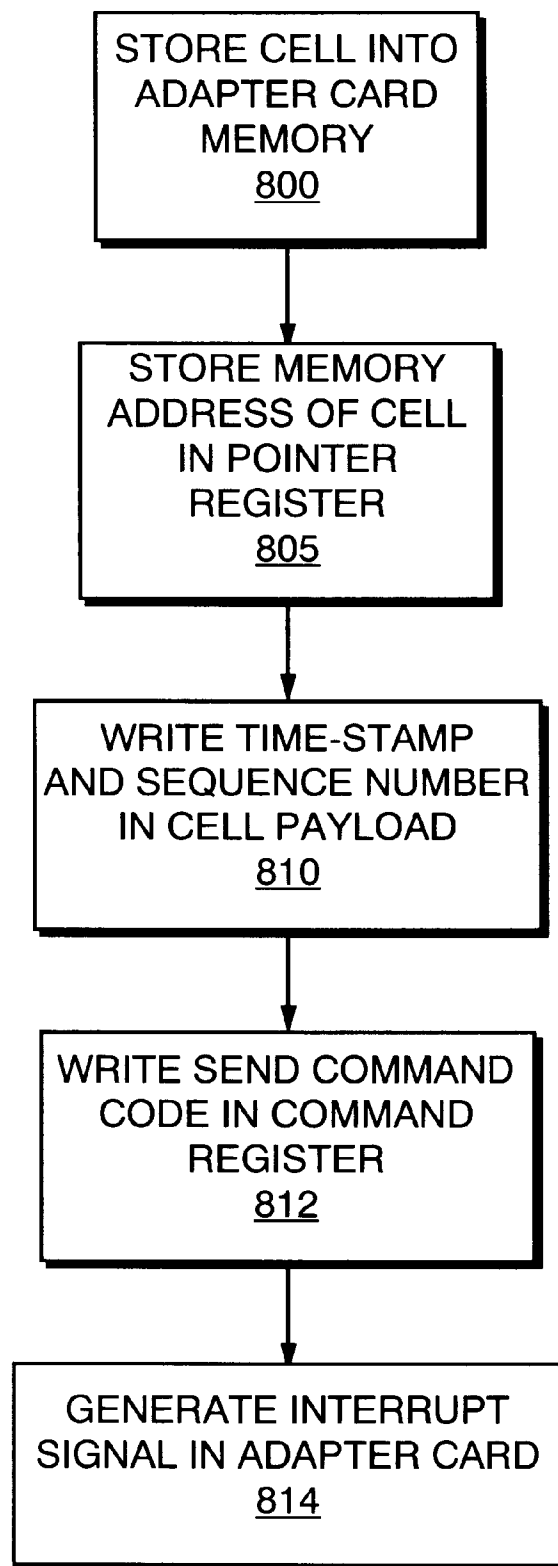 STORE CELL INTO
ADAPTER CARD
MEMORY
800
STORE MEMORY
ADDRESS OF CELL
IN POINTER
REGISTER
805
WRITE TIME-STAMP
AND SEQUENCE NUMBER
IN CELL PAYLOAD
810
WRITE SEND COMMAND
CODE IN COMMAND
REGISTER
812
GENERATE INTERRUPT
SIGNAL IN ADAPTER CARD
814